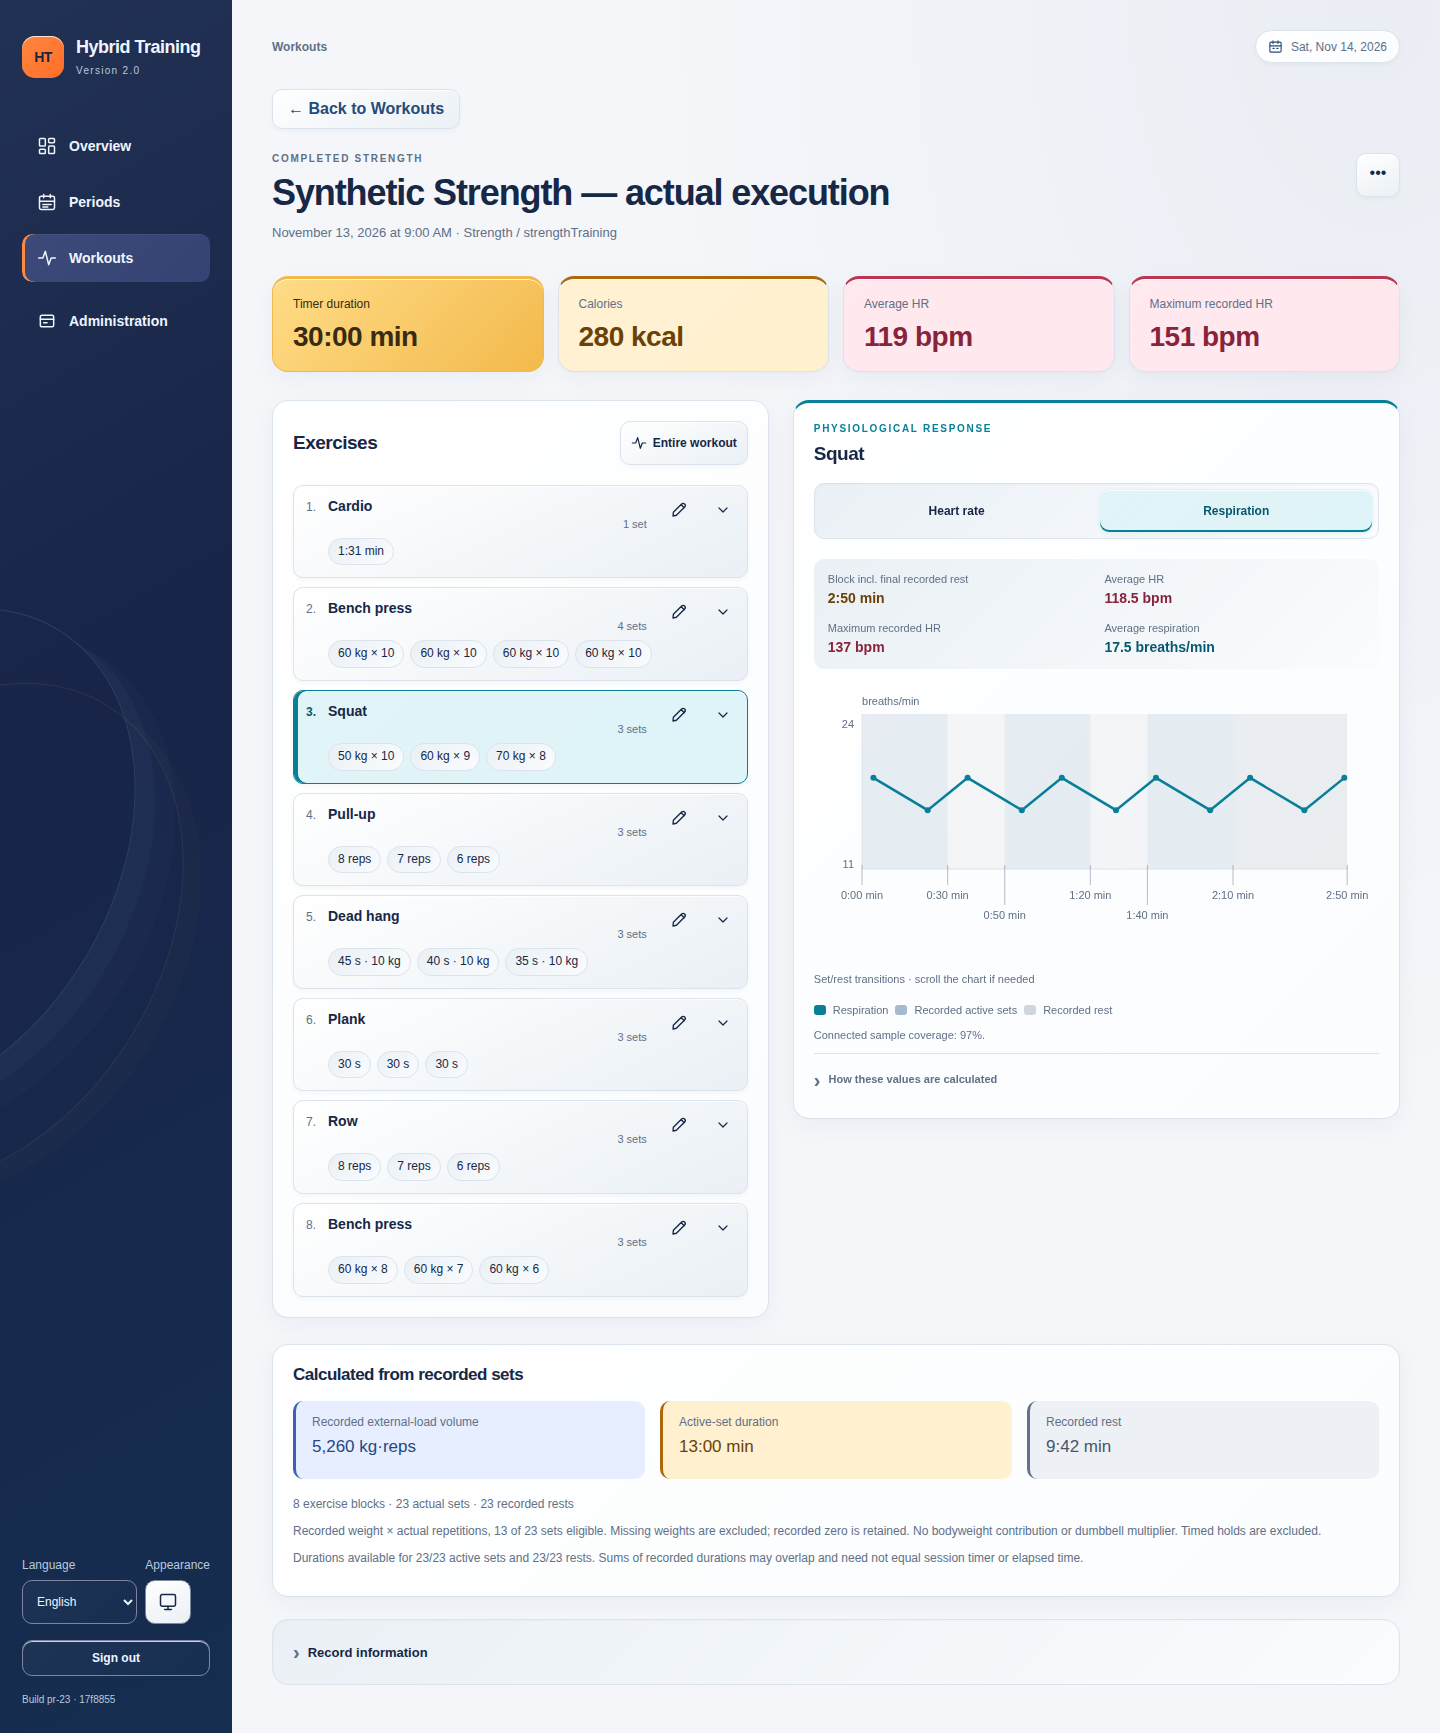 HT
Hybrid Training
Version 2.0
Overview
Periods
Workouts
Administration
Language
Appearance
English
Sign out
Build pr-23 · 17f8855
Workouts
Sat, Nov 14, 2026
← Back to Workouts
COMPLETED STRENGTH
Synthetic Strength — actual execution
•••
November 13, 2026 at 9:00 AM · Strength / strengthTraining
Timer duration
30:00 min
Calories
280 kcal
Average HR
119 bpm
Maximum recorded HR
151 bpm
Exercises
Entire workout
1. Cardio
1 set
1:31 min
2. Bench press
4 sets
60 kg × 10 60 kg × 10 60 kg × 10 60 kg × 10
3. Squat
3 sets
50 kg × 10 60 kg × 9 70 kg × 8
4. Pull-up
3 sets
8 reps 7 reps 6 reps
5. Dead hang
3 sets
45 s · 10 kg 40 s · 10 kg 35 s · 10 kg
6. Plank
3 sets
30 s 30 s 30 s
7. Row
3 sets
8 reps 7 reps 6 reps
8. Bench press
3 sets
60 kg × 8 60 kg × 7 60 kg × 6
PHYSIOLOGICAL RESPONSE
Squat
Heart rate Respiration
Block incl. final recorded rest
2:50 min
Average HR
118.5 bpm
Maximum recorded HR
137 bpm
Average respiration
17.5 breaths/min
breaths/min
24
11
0:00 min 0:30 min 1:20 min 2:10 min 2:50 min
0:50 min 1:40 min
Set/rest transitions · scroll the chart if needed
Respiration Recorded active sets Recorded rest
Connected sample coverage: 97%.
› How these values are calculated
Calculated from recorded sets
Recorded external-load volume
5,260 kg·reps
Active-set duration
13:00 min
Recorded rest
9:42 min
8 exercise blocks · 23 actual sets · 23 recorded rests
Recorded weight × actual repetitions, 13 of 23 sets eligible. Missing weights are excluded; recorded zero is retained. No bodyweight contribution or dumbbell multiplier. Timed holds are excluded.
Durations available for 23/23 active sets and 23/23 rests. Sums of recorded durations may overlap and need not equal session timer or elapsed time.
› Record information